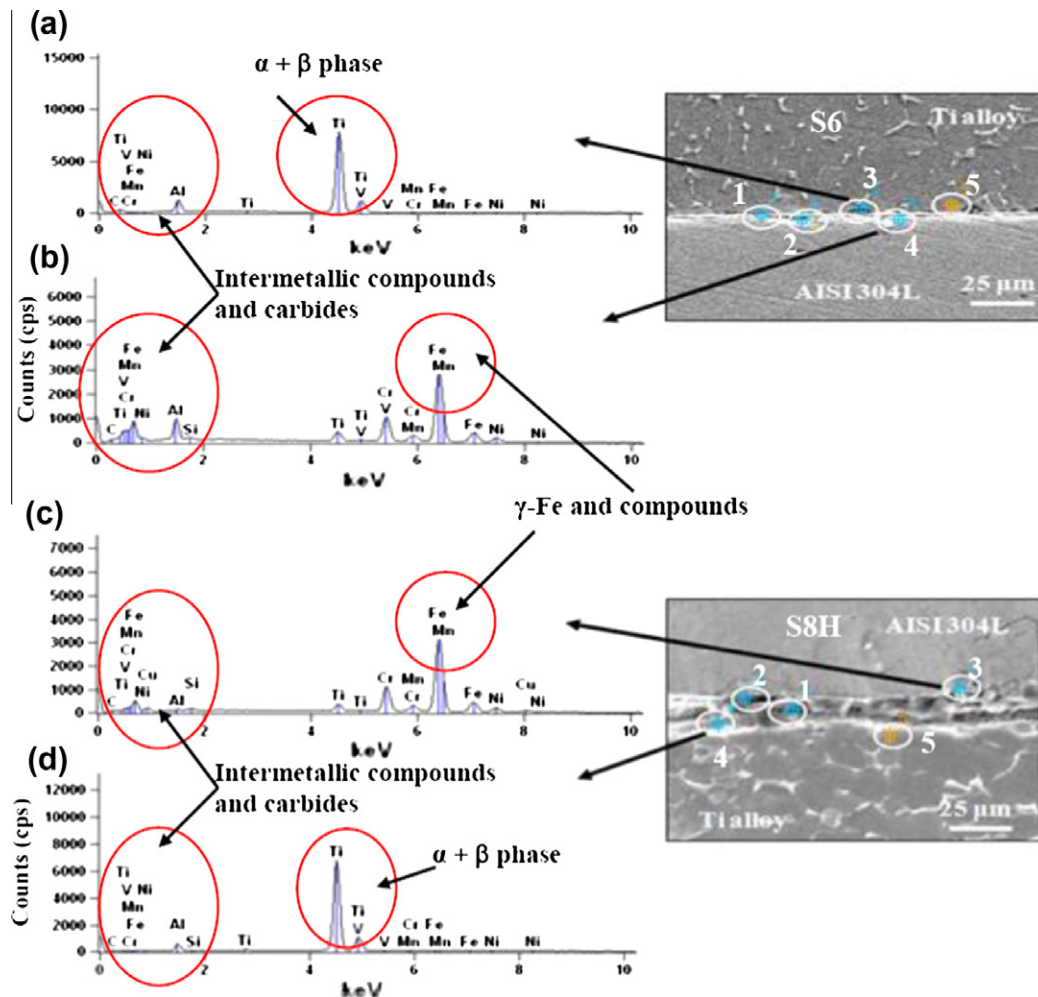 (a)
15000
10000
5000
0
α + β phase
Ti
V Ni
Fe
Mn
C Cr
Al
Ti
Ti
Ti
V
V
Mn Fe
Cr Mn Fe Ni Ni
0 2 4 6 8 10
keV
S6
Ti alloy
1
3
5
2
4
AISI 304L
25 µm
(b)
Intermetallic compounds
and carbides
Counts (cps)
6000
5000
4000
3000
2000
1000
0
Fe
Mn
V
Cr
Ti Ni
C
Al
Si
Ti
Ti
V
Cr
V
Cr
Mn
Fe
Mn
Fe
Ni
Ni
0 2 4 6 8 10
keV
γ-Fe and compounds
(c)
7000
6000
5000
4000
3000
2000
1000
0
Fe
Mn
Cr
V Cu
Ti Ni
C
Al
Si
Ti
Ti
V
Cr
Mn
Cr
Fe
Mn
Fe
Ni
Cu
Ni
0 2 4 6 8 10
keV
S8H
AISI 304L
2
1
3
4
5
Ti alloy
25 µm
(d)
Intermetallic compounds
and carbides
Counts (cps)
12000
10000
8000
6000
4000
2000
0
α + β phase
Ti
V Ni
Mn
Fe
C Cr
Al
Si
Ti
Ti
Ti
V
V
Cr Fe
Mn Mn Fe Ni Ni
0 2 4 6 8 10
keV